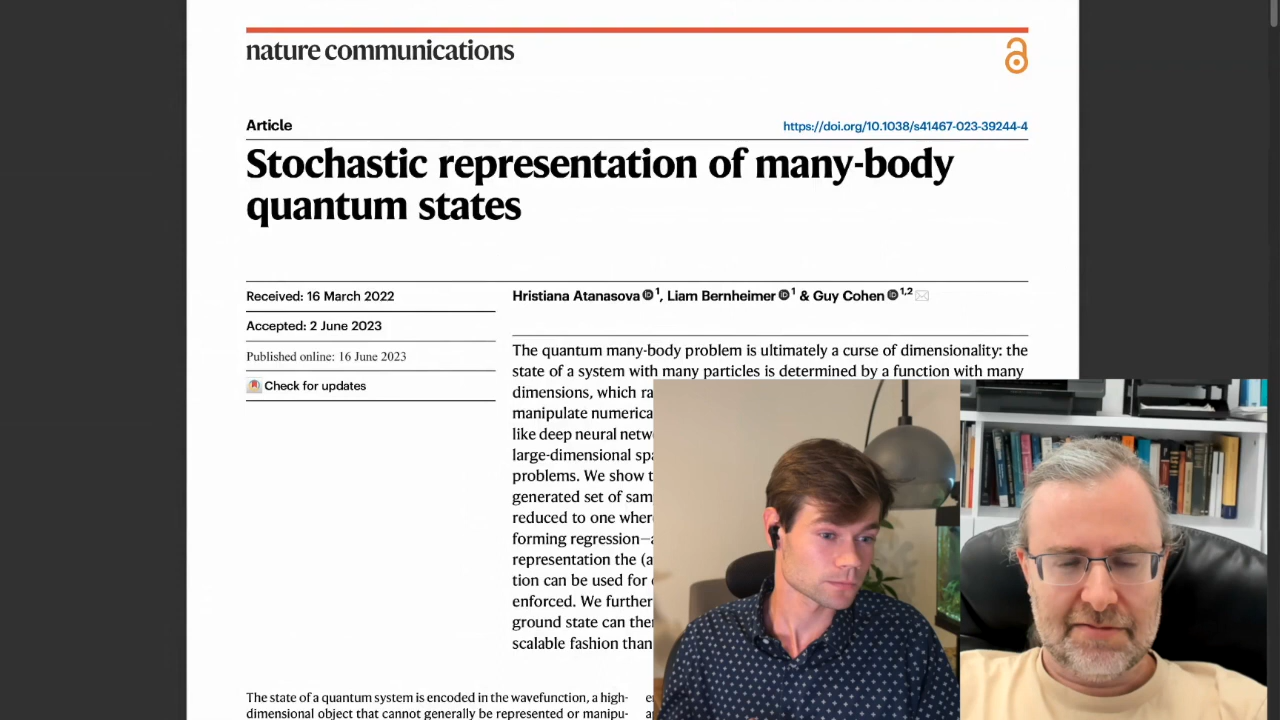 nature communications
Article
https://doi.org/10.1038/s41467-023-39244-4
Stochastic representation of many-body
quantum states
Received: 16 March 2022
Accepted: 2 June 2023
Published online: 16 June 2023
Check for updates
Hristiana Atanasova 1, Liam Bernheimer 1 & Guy Cohen 1,2
The quantum many-body problem is ultimately a curse of dimensionality: the
state of a system with many particles is determined by a function with many
dimensions, which ra
manipulate numerica
like deep neural netw
large-dimensional spa
problems. We show t
generated set of sam
reduced to one wher
forming regression—a
representation the (a
tion can be used for
enforced. We further
ground state can the
scalable fashion than
The state of a quantum system is encoded in the wavefunction, a high-
dimensional object that cannot generally be represented or manipu-